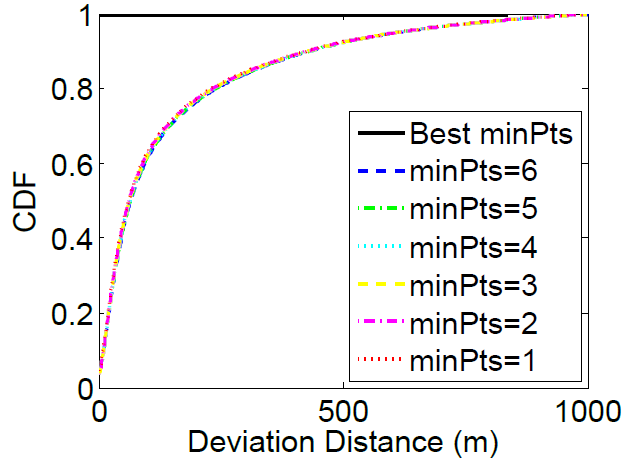 1
0.8
0.6
0.4
0.2
0
CDF
Best minPts
minPts=6
minPts=5
minPts=4
minPts=3
minPts=2
minPts=1
0 500 1000
Deviation Distance (m)